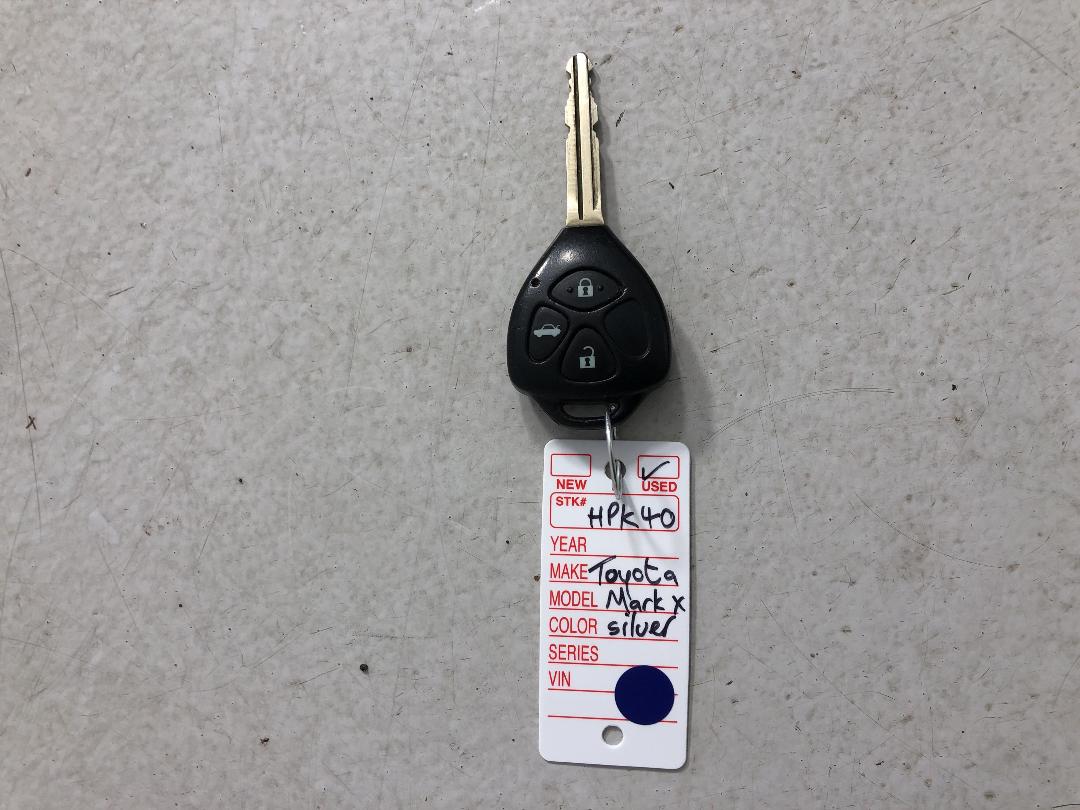 NEW USED
STK# HPK40
YEAR
MAKE Toyota
MODEL Mark X
COLOR silver
SERIES
VIN